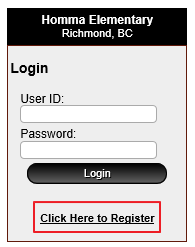 Homma Elementary
Richmond, BC
Login
User ID:
Password:
Login
Click Here to Register